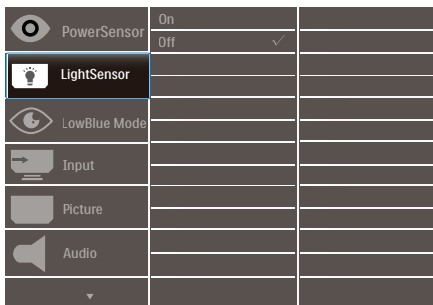 PowerSensor
On
Off
LightSensor
LowBlue Mode
Input
Picture
Audio